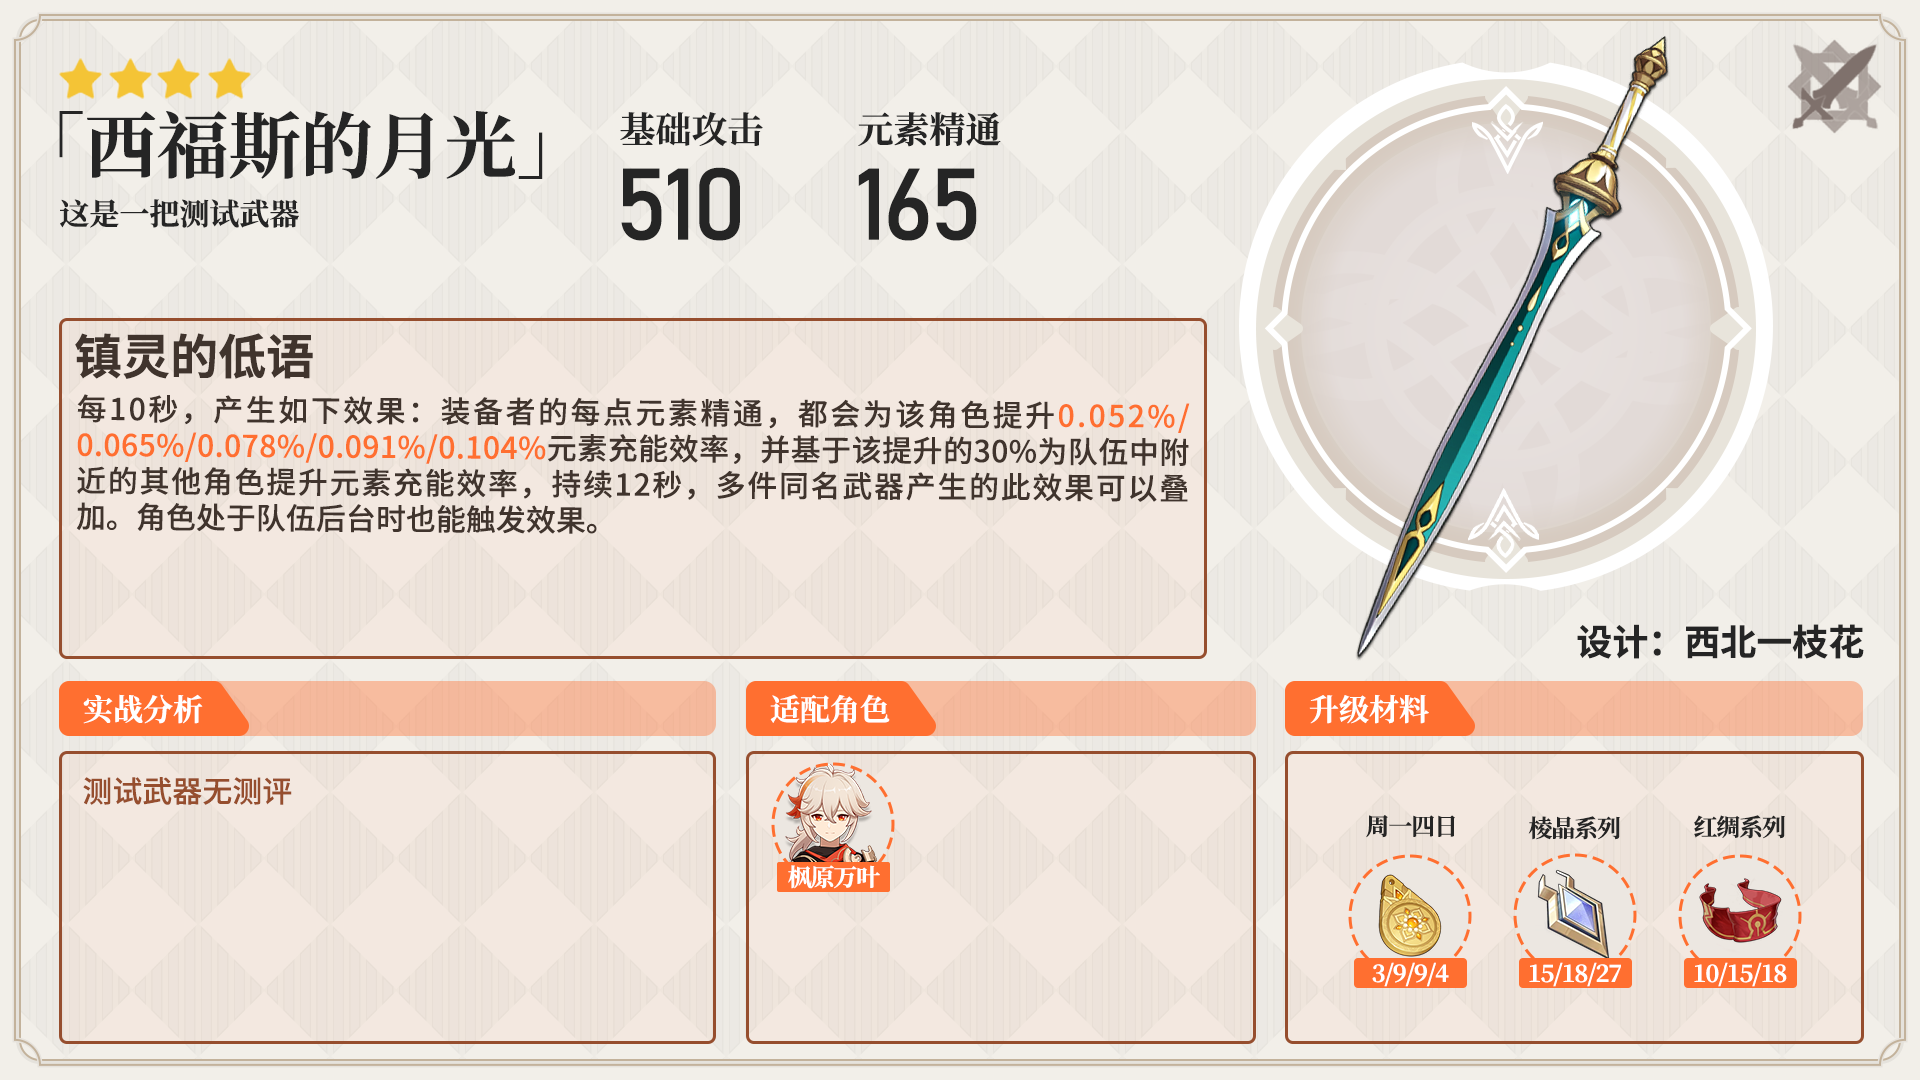 「西福斯的月光」
这是一把测试武器
基础攻击
510
元素精通
165
镇灵的低语
每10秒，产生如下效果：装备者的每点元素精通，都会为该角色提升0.052%/
0.065%/0.078%/0.091%/0.104%元素充能效率，并基于该提升的30%为队伍中附
近的其他角色提升元素充能效率，持续12秒，多件同名武器产生的此效果可以叠
加。角色处于队伍后台时也能触发效果。
设计：西北一枝花
实战分析
测试武器无测评
适配角色
枫原万叶
升级材料
周一四日
3/9/9/4
棱晶系列
15/18/27
红绸系列
10/15/18